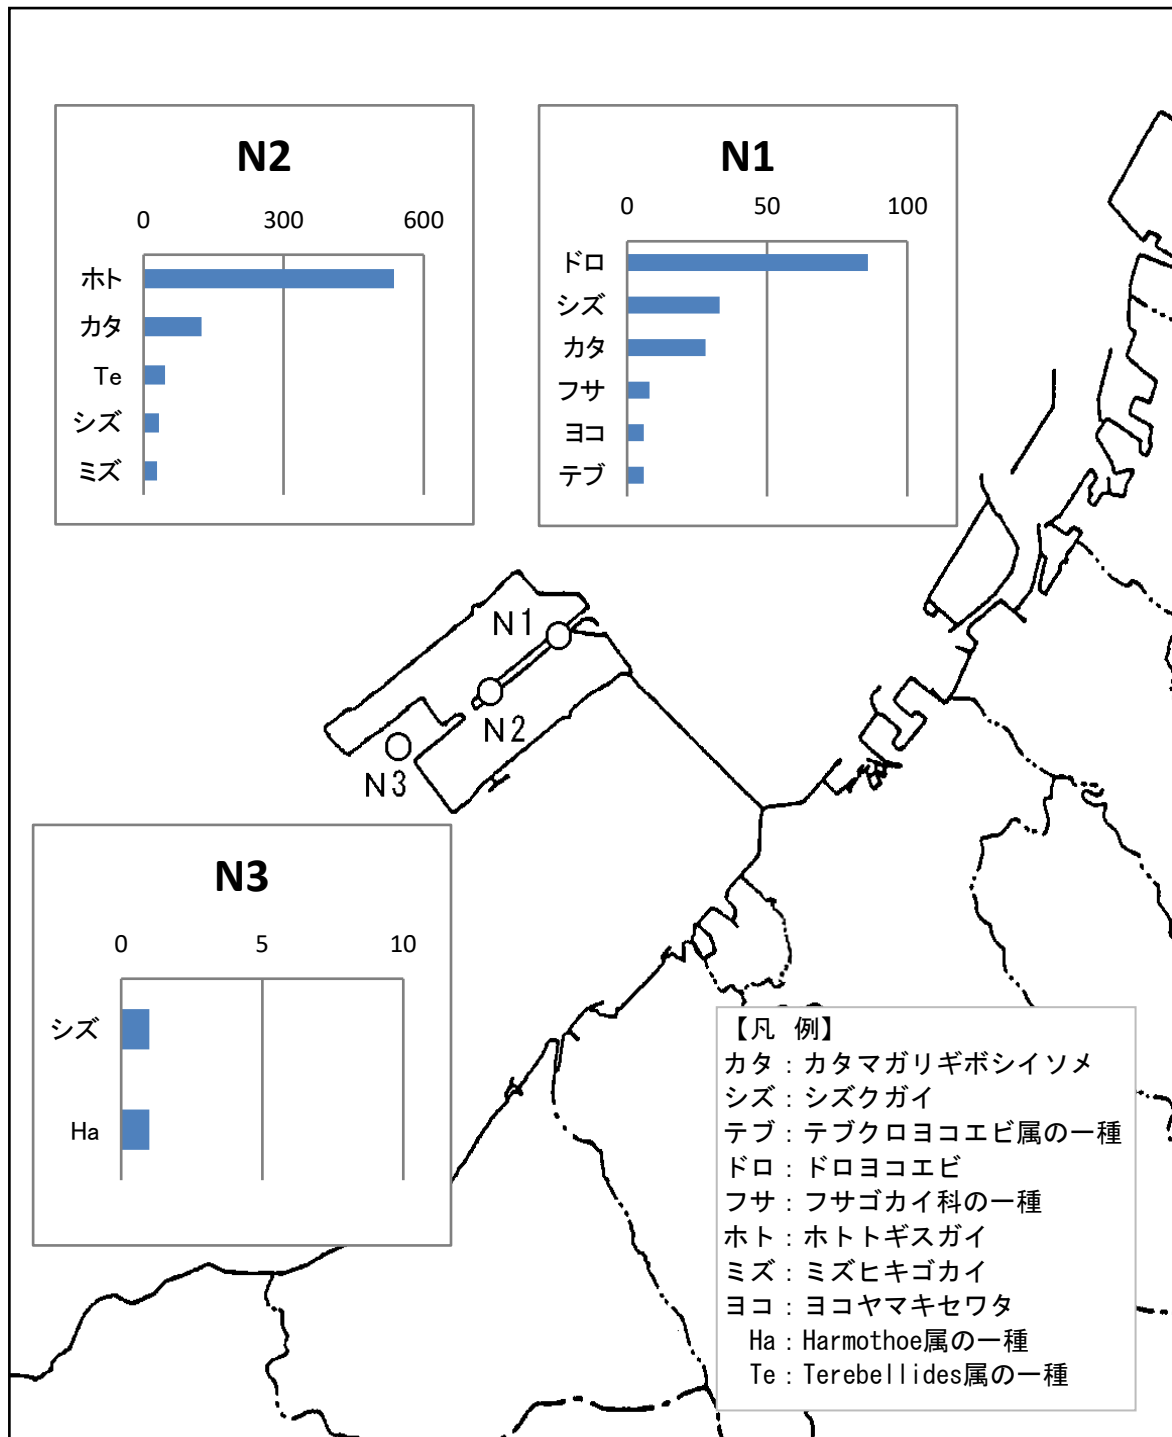 N2
0 300 600
ホト
カタ
Te
シズ
ミズ
N1
0 50 100
ドロ
シズ
カタ
フサ
ヨコ
テブ
N1
N2
N3
N3
0 5 10
シズ
Ha
【凡 例】
カタ：カタマガリギボシイソメ
シズ：シズクガイ
テブ：テブクロヨコエビ属の一種
ドロ：ドロヨコエビ
フサ：フサゴカイ科の一種
ホト：ホトトギスガイ
ミズ：ミズヒキゴカイ
ヨコ：ヨコヤマキセワタ
Ha：Harmothoe属の一種
Te：Terebellides属の一種